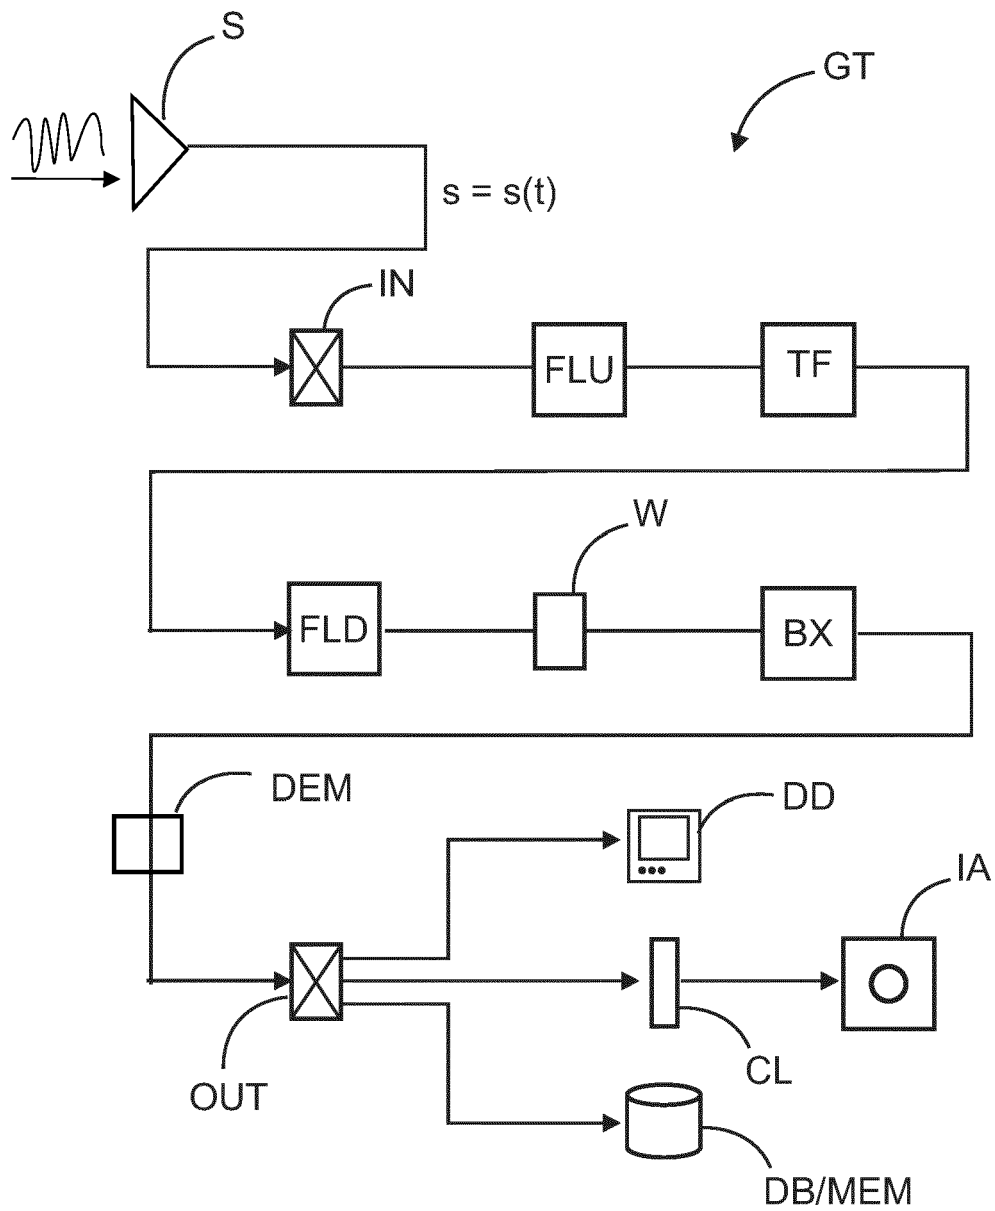 S
GT
s = s(t)
IN
FLU
TF
W
FLD
BX
DEM
DD
IA
OUT
CL
DB/MEM